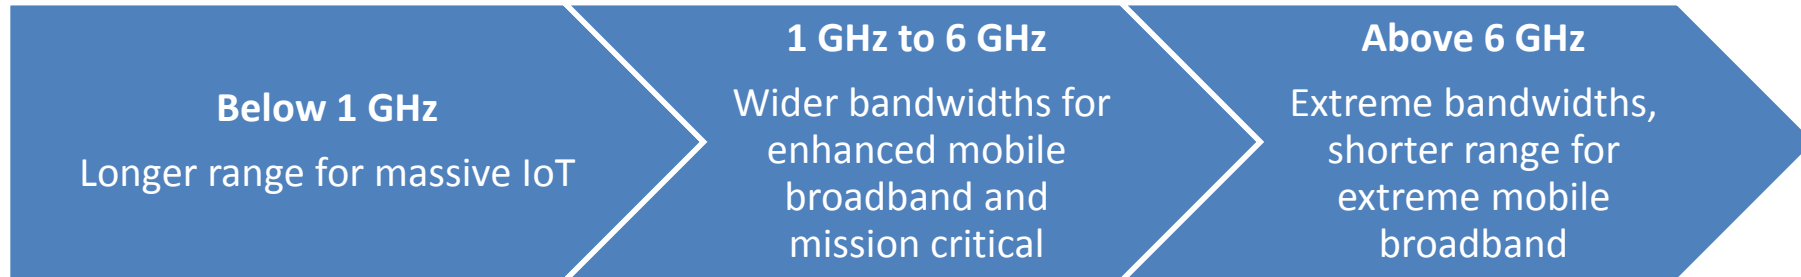 Below 1 GHz
Longer range for massive IoT
1 GHz to 6 GHz
Wider bandwidths for
enhanced mobile
broadband and
mission critical
Above 6 GHz
Extreme bandwidths,
shorter range for
extreme mobile
broadband